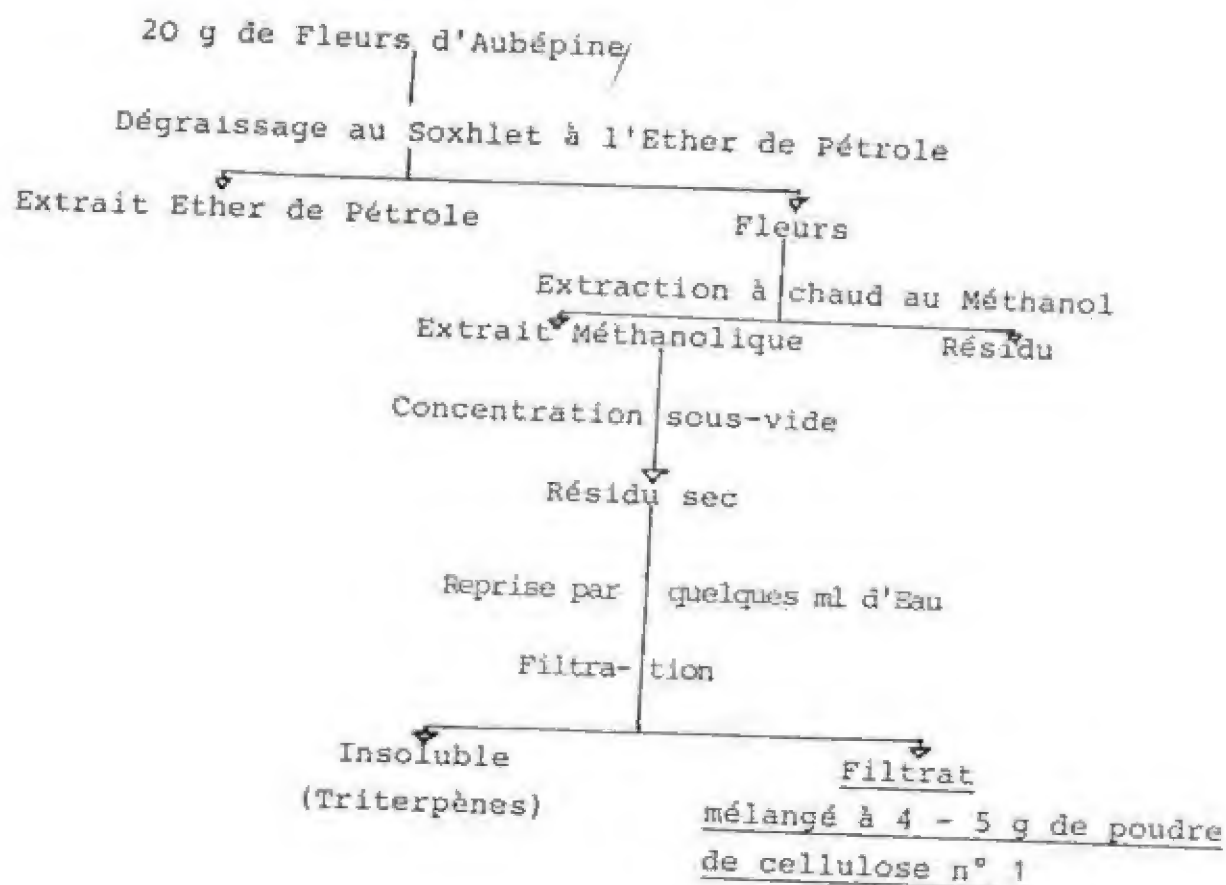 20 g de Fleurs d'Aubépine
Dégraissage au Soxhlet à l'Ether de Pétrole
Extrait Ether de Pétrole
Fleurs
Extraction à chaud au Méthanol
Extrait Méthanolique
Résidu
Concentration sous-vide
Résidu sec
Reprise par quelques ml d'Eau
Filtra-tion
Insoluble
(Triterpènes)
Filtrat
mélangé à 4 - 5 g de poudre
de cellulose n° 1